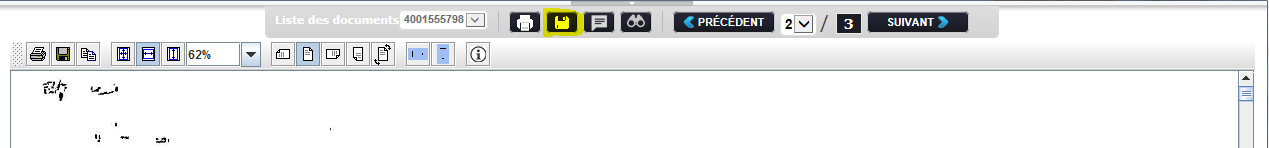 Liste des documents 4001555798 PRÉCÉDENT 2 / 3 SUIVANT
62%